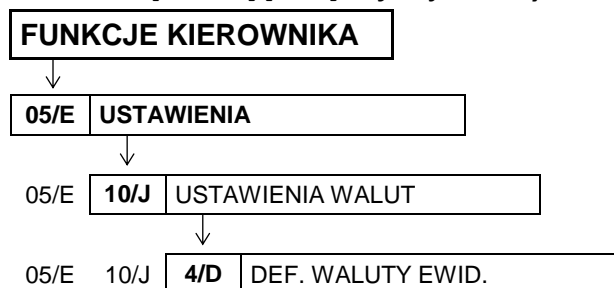 FUNKCJE KIEROWNIKA
05/E USTAWIENIA
05/E 10/J USTAWIENIA WALUT
05/E 10/J 4/D DEF. WALUTY EWID.